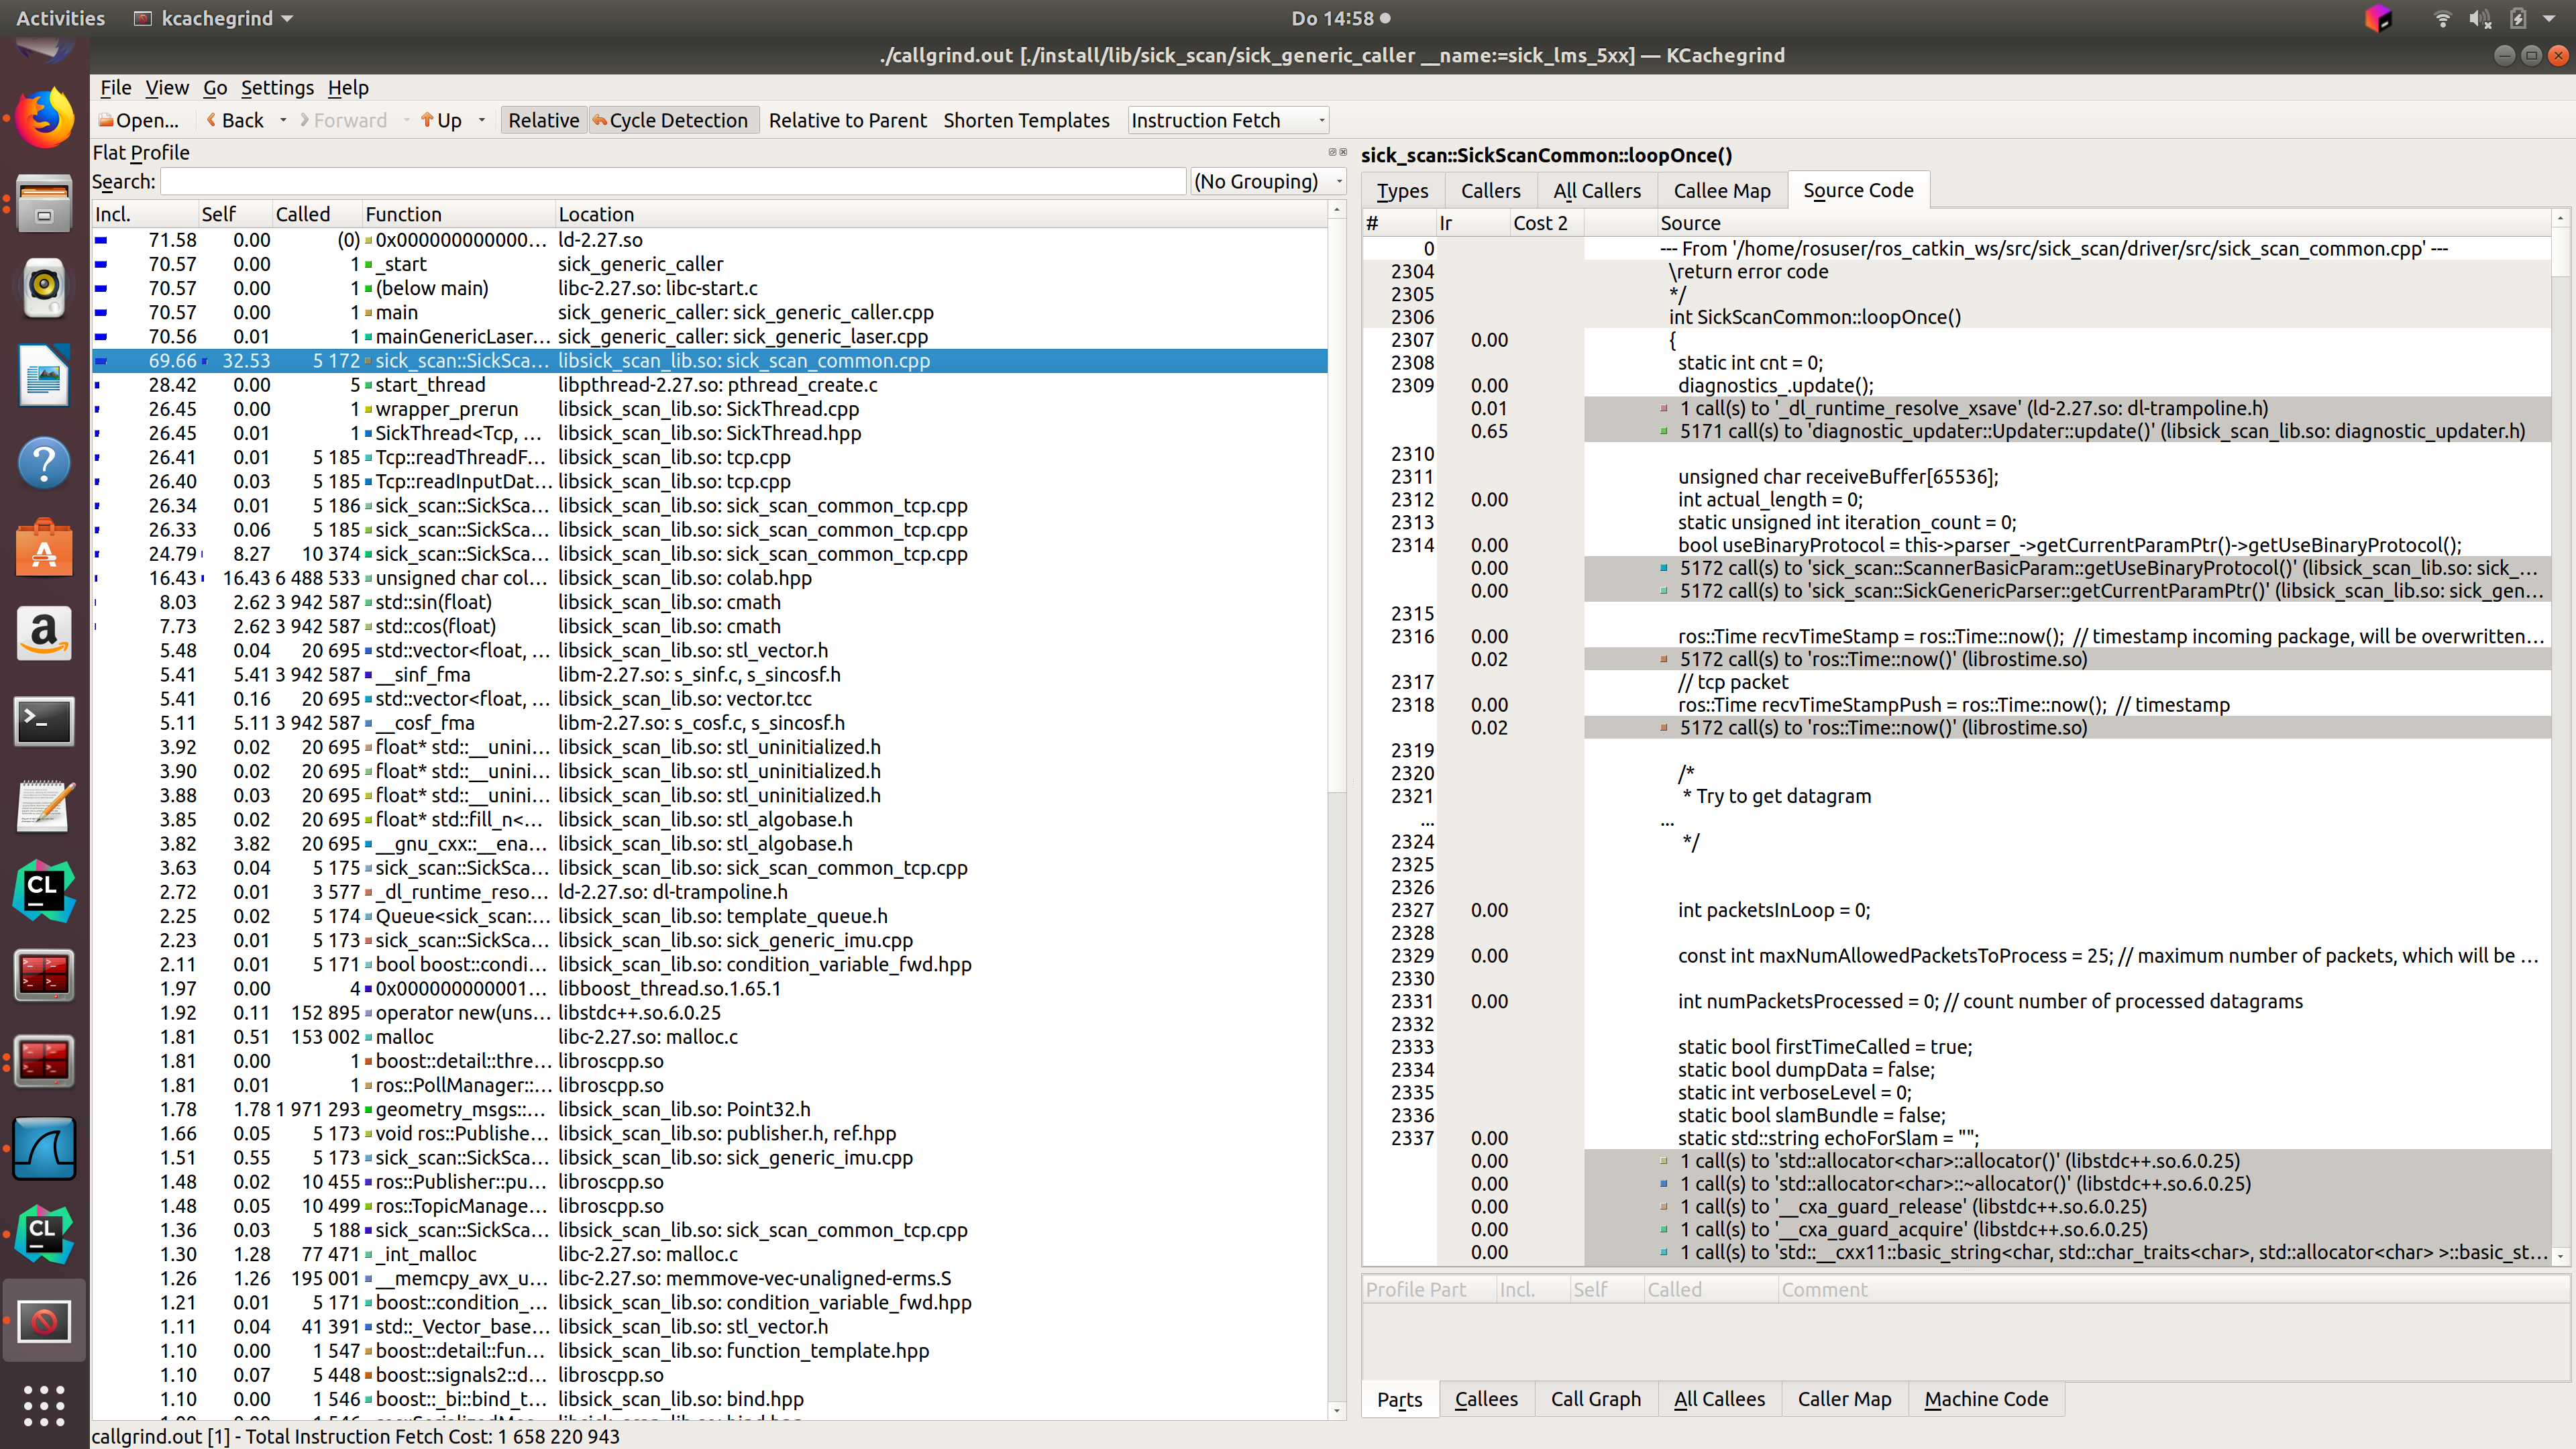 Activities kcachegrind Do 14:58
./callgrind.out [./install/lib/sick_scan/sick_generic_caller __name:=sick_lms_5xx] — KCachegrind
File View Go Settings Help
Open... Back Forward Up Relative Cycle Detection Relative to Parent Shorten Templates Instruction Fetch
Flat Profile
Search: (No Grouping)
Incl. Self Called Function Location
71.58 0.00 (0) 0x000000000000... ld-2.27.so
70.57 0.00 1 _start sick_generic_caller
70.57 0.00 1 (below main) libc-2.27.so: libc-start.c
70.57 0.00 1 main sick_generic_caller: sick_generic_caller.cpp
70.56 0.01 1 mainGenericLaser... sick_generic_caller: sick_generic_laser.cpp
69.66 32.53 5 172 sick_scan::SickSca... libsick_scan_lib.so: sick_scan_common.cpp
28.42 0.00 5 start_thread libpthread-2.27.so: pthread_create.c
26.45 0.00 1 wrapper_prerun libsick_scan_lib.so: SickThread.cpp
26.45 0.01 1 SickThread<Tcp, ... libsick_scan_lib.so: SickThread.hpp
26.41 0.01 5 185 Tcp::readThreadF... libsick_scan_lib.so: tcp.cpp
26.40 0.03 5 185 Tcp::readInputDat... libsick_scan_lib.so: tcp.cpp
26.34 0.01 5 186 sick_scan::SickSca... libsick_scan_lib.so: sick_scan_common_tcp.cpp
26.33 0.06 5 185 sick_scan::SickSca... libsick_scan_lib.so: sick_scan_common_tcp.cpp
24.79 8.27 10 374 sick_scan::SickSca... libsick_scan_lib.so: sick_scan_common_tcp.cpp
16.43 16.43 6 488 533 unsigned char col... libsick_scan_lib.so: colab.hpp
8.03 2.62 3 942 587 std::sin(float) libsick_scan_lib.so: cmath
7.73 2.62 3 942 587 std::cos(float) libsick_scan_lib.so: cmath
5.48 0.04 20 695 std::vector<float, ... libsick_scan_lib.so: stl_vector.h
5.41 5.41 3 942 587 __sinf_fma libm-2.27.so: s_sinf.c, s_sincosf.h
5.41 0.16 20 695 std::vector<float, ... libsick_scan_lib.so: vector.tcc
5.11 5.11 3 942 587 __cosf_fma libm-2.27.so: s_cosf.c, s_sincosf.h
3.92 0.02 20 695 float* std::__unini... libsick_scan_lib.so: stl_uninitialized.h
3.90 0.02 20 695 float* std::__unini... libsick_scan_lib.so: stl_uninitialized.h
3.88 0.03 20 695 float* std::__unini... libsick_scan_lib.so: stl_uninitialized.h
3.85 0.02 20 695 float* std::fill_n<... libsick_scan_lib.so: stl_algobase.h
3.82 3.82 20 695 __gnu_cxx::__ena... libsick_scan_lib.so: stl_algobase.h
3.63 0.04 5 175 sick_scan::SickSca... libsick_scan_lib.so: sick_scan_common_tcp.cpp
2.72 0.01 3 577 _dl_runtime_reso... ld-2.27.so: dl-trampoline.h
2.25 0.02 5 174 Queue<sick_scan:... libsick_scan_lib.so: template_queue.h
2.23 0.01 5 173 sick_scan::SickSca... libsick_scan_lib.so: sick_generic_imu.cpp
2.11 0.01 5 171 bool boost::condi... libsick_scan_lib.so: condition_variable_fwd.hpp
1.97 0.00 4 0x000000000001... libboost_thread.so.1.65.1
1.92 0.11 152 895 operator new(uns... libstdc++.so.6.0.25
1.81 0.51 153 002 malloc libc-2.27.so: malloc.c
1.81 0.00 1 boost::detail::thre... libroscpp.so
1.81 0.01 1 ros::PollManager::... libroscpp.so
1.78 1.78 1 971 293 geometry_msgs::... libsick_scan_lib.so: Point32.h
1.66 0.05 5 173 void ros::Publishe... libsick_scan_lib.so: publisher.h, ref.hpp
1.51 0.55 5 173 sick_scan::SickSca... libsick_scan_lib.so: sick_generic_imu.cpp
1.48 0.02 10 455 ros::Publisher::pu... libroscpp.so
1.48 0.05 10 499 ros::TopicManage... libroscpp.so
1.36 0.03 5 188 sick_scan::SickSca... libsick_scan_lib.so: sick_scan_common_tcp.cpp
1.30 1.28 77 471 _int_malloc libc-2.27.so: malloc.c
1.26 1.26 195 001 __memcpy_avx_u... libc-2.27.so: memmove-vec-unaligned-erms.S
1.21 0.01 5 171 boost::condition_... libsick_scan_lib.so: condition_variable_fwd.hpp
1.11 0.04 41 391 std::_Vector_base... libsick_scan_lib.so: stl_vector.h
1.10 0.00 1 547 boost::detail::fun... libsick_scan_lib.so: function_template.hpp
1.10 0.07 5 448 boost::signals2::d... libroscpp.so
1.10 0.00 1 546 boost::_bi::bind_t... libsick_scan_lib.so: bind.hpp
callgrind.out [1] - Total Instruction Fetch Cost: 1 658 220 943
sick_scan::SickScanCommon::loopOnce()
Types Callers All Callers Callee Map Source Code
# Ir Cost 2 Source
0 --- From '/home/rosuser/ros_catkin_ws/src/sick_scan/driver/src/sick_scan_common.cpp' ---
2304 \return error code
2305 */
2306 int SickScanCommon::loopOnce()
2307 0.00 {
2308 static int cnt = 0;
2309 0.00 diagnostics_.update();
0.01 1 call(s) to '_dl_runtime_resolve_xsave' (ld-2.27.so: dl-trampoline.h)
0.65 5171 call(s) to 'diagnostic_updater::Updater::update()' (libsick_scan_lib.so: diagnostic_updater.h)
2310
2311 unsigned char receiveBuffer[65536];
2312 0.00 int actual_length = 0;
2313 static unsigned int iteration_count = 0;
2314 0.00 bool useBinaryProtocol = this->parser_->getCurrentParamPtr()->getUseBinaryProtocol();
0.00 5172 call(s) to 'sick_scan::ScannerBasicParam::getUseBinaryProtocol()' (libsick_scan_lib.so: sick_...
0.00 5172 call(s) to 'sick_scan::SickGenericParser::getCurrentParamPtr()' (libsick_scan_lib.so: sick_gen...
2315
2316 0.00 ros::Time recvTimeStamp = ros::Time::now(); // timestamp incoming package, will be overwritten...
0.02 5172 call(s) to 'ros::Time::now()' (librostime.so)
2317 // tcp packet
2318 0.00 ros::Time recvTimeStampPush = ros::Time::now(); // timestamp
0.02 5172 call(s) to 'ros::Time::now()' (librostime.so)
2319
2320 /*
2321 * Try to get datagram
... ...
2324 */
2325
2326
2327 0.00 int packetsInLoop = 0;
2328
2329 0.00 const int maxNumAllowedPacketsToProcess = 25; // maximum number of packets, which will be ...
2330
2331 0.00 int numPacketsProcessed = 0; // count number of processed datagrams
2332
2333 static bool firstTimeCalled = true;
2334 static bool dumpData = false;
2335 static int verboseLevel = 0;
2336 static bool slamBundle = false;
2337 0.00 static std::string echoForSlam = "";
0.00 1 call(s) to 'std::allocator<char>::allocator()' (libstdc++.so.6.0.25)
0.00 1 call(s) to 'std::allocator<char>::~allocator()' (libstdc++.so.6.0.25)
0.00 1 call(s) to '__cxa_guard_release' (libstdc++.so.6.0.25)
0.00 1 call(s) to '__cxa_guard_acquire' (libstdc++.so.6.0.25)
0.00 1 call(s) to 'std::__cxx11::basic_string<char, std::char_traits<char>, std::allocator<char> >::basic_st...
Profile Part Incl. Self Called Comment
Parts Callees Call Graph All Callees Caller Map Machine Code